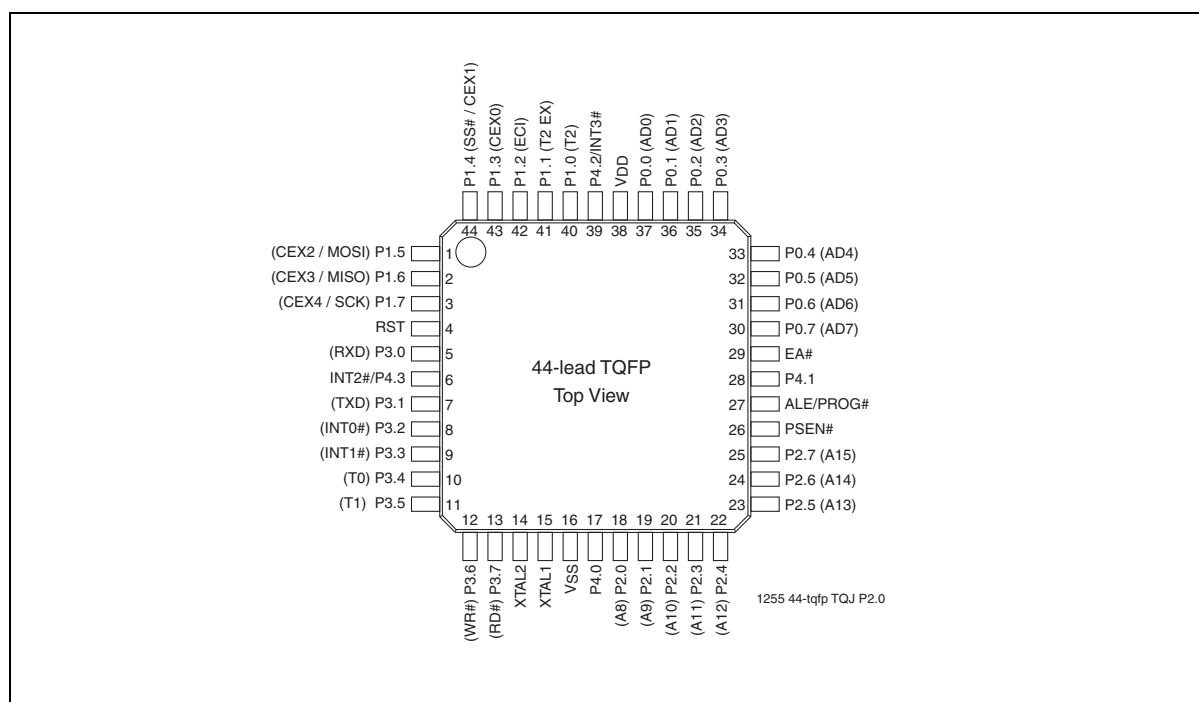 P1.4 (SS# / CEX1)
P1.3 (CEX0)
P1.2 (ECI)
P1.1 (T2 EX)
P1.0 (T2)
P4.2/INT3#
VDD
P0.0 (AD0)
P0.1 (AD1)
P0.2 (AD2)
P0.3 (AD3)
44 43 42 41 40 39 38 37 36 35 34
(CEX2 / MOSI) P1.5 1
(CEX3 / MISO) P1.6 2
(CEX4 / SCK) P1.7 3
RST 4
(RXD) P3.0 5
INT2#/P4.3 6
(TXD) P3.1 7
(INT0#) P3.2 8
(INT1#) P3.3 9
(T0) P3.4 10
(T1) P3.5 11
44-lead TQFP
Top View
33 P0.4 (AD4)
32 P0.5 (AD5)
31 P0.6 (AD6)
30 P0.7 (AD7)
29 EA#
28 P4.1
27 ALE/PROG#
26 PSEN#
25 P2.7 (A15)
24 P2.6 (A14)
23 P2.5 (A13)
12 13 14 15 16 17 18 19 20 21 22
(WR#) P3.6
(RD#) P3.7
XTAL2
XTAL1
VSS
P4.0
(A8) P2.0
(A9) P2.1
(A10) P2.2
(A11) P2.3
(A12) P2.4
1255 44-tqfp TQJ P2.0